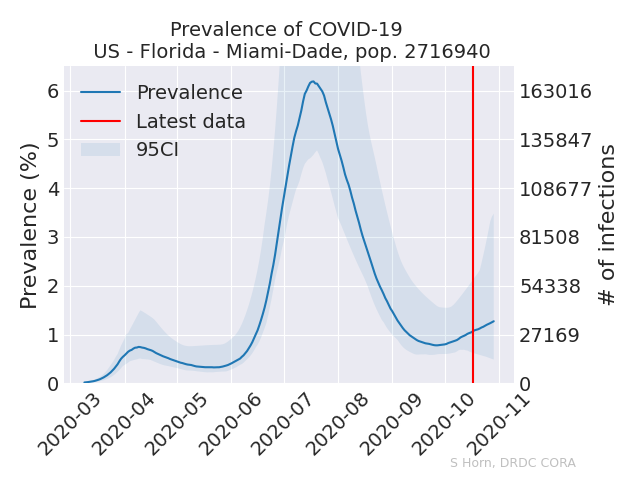 Prevalence of COVID-19
US - Florida - Miami-Dade, pop. 2716940
Prevalence
Latest data
95CI
Prevalence (%)
6
5
4
3
2
1
0
163016
135847
108677
81508
54338
27169
0
# of infections
2020-03
2020-04
2020-05
2020-06
2020-07
2020-08
2020-09
2020-10
2020-11
S Horn, DRDC CORA